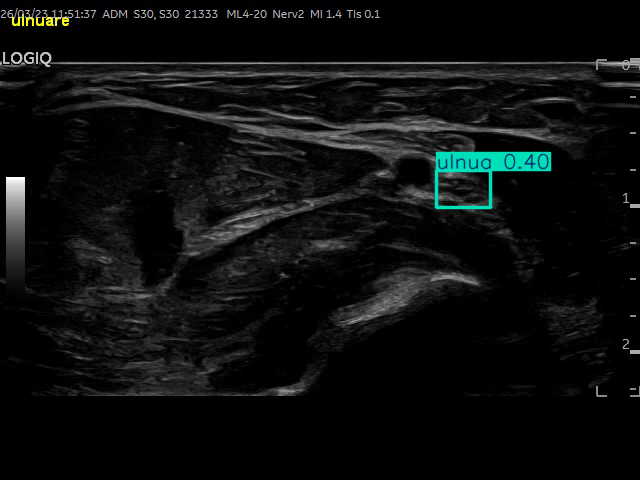 26/03/23 11:51:37 ADM S30, S30 21333 ML4-20 Nerv2 MI 1.4 TIs 0.1
ulnuare
LOGIQ
0
ulnua 0.40
1
2